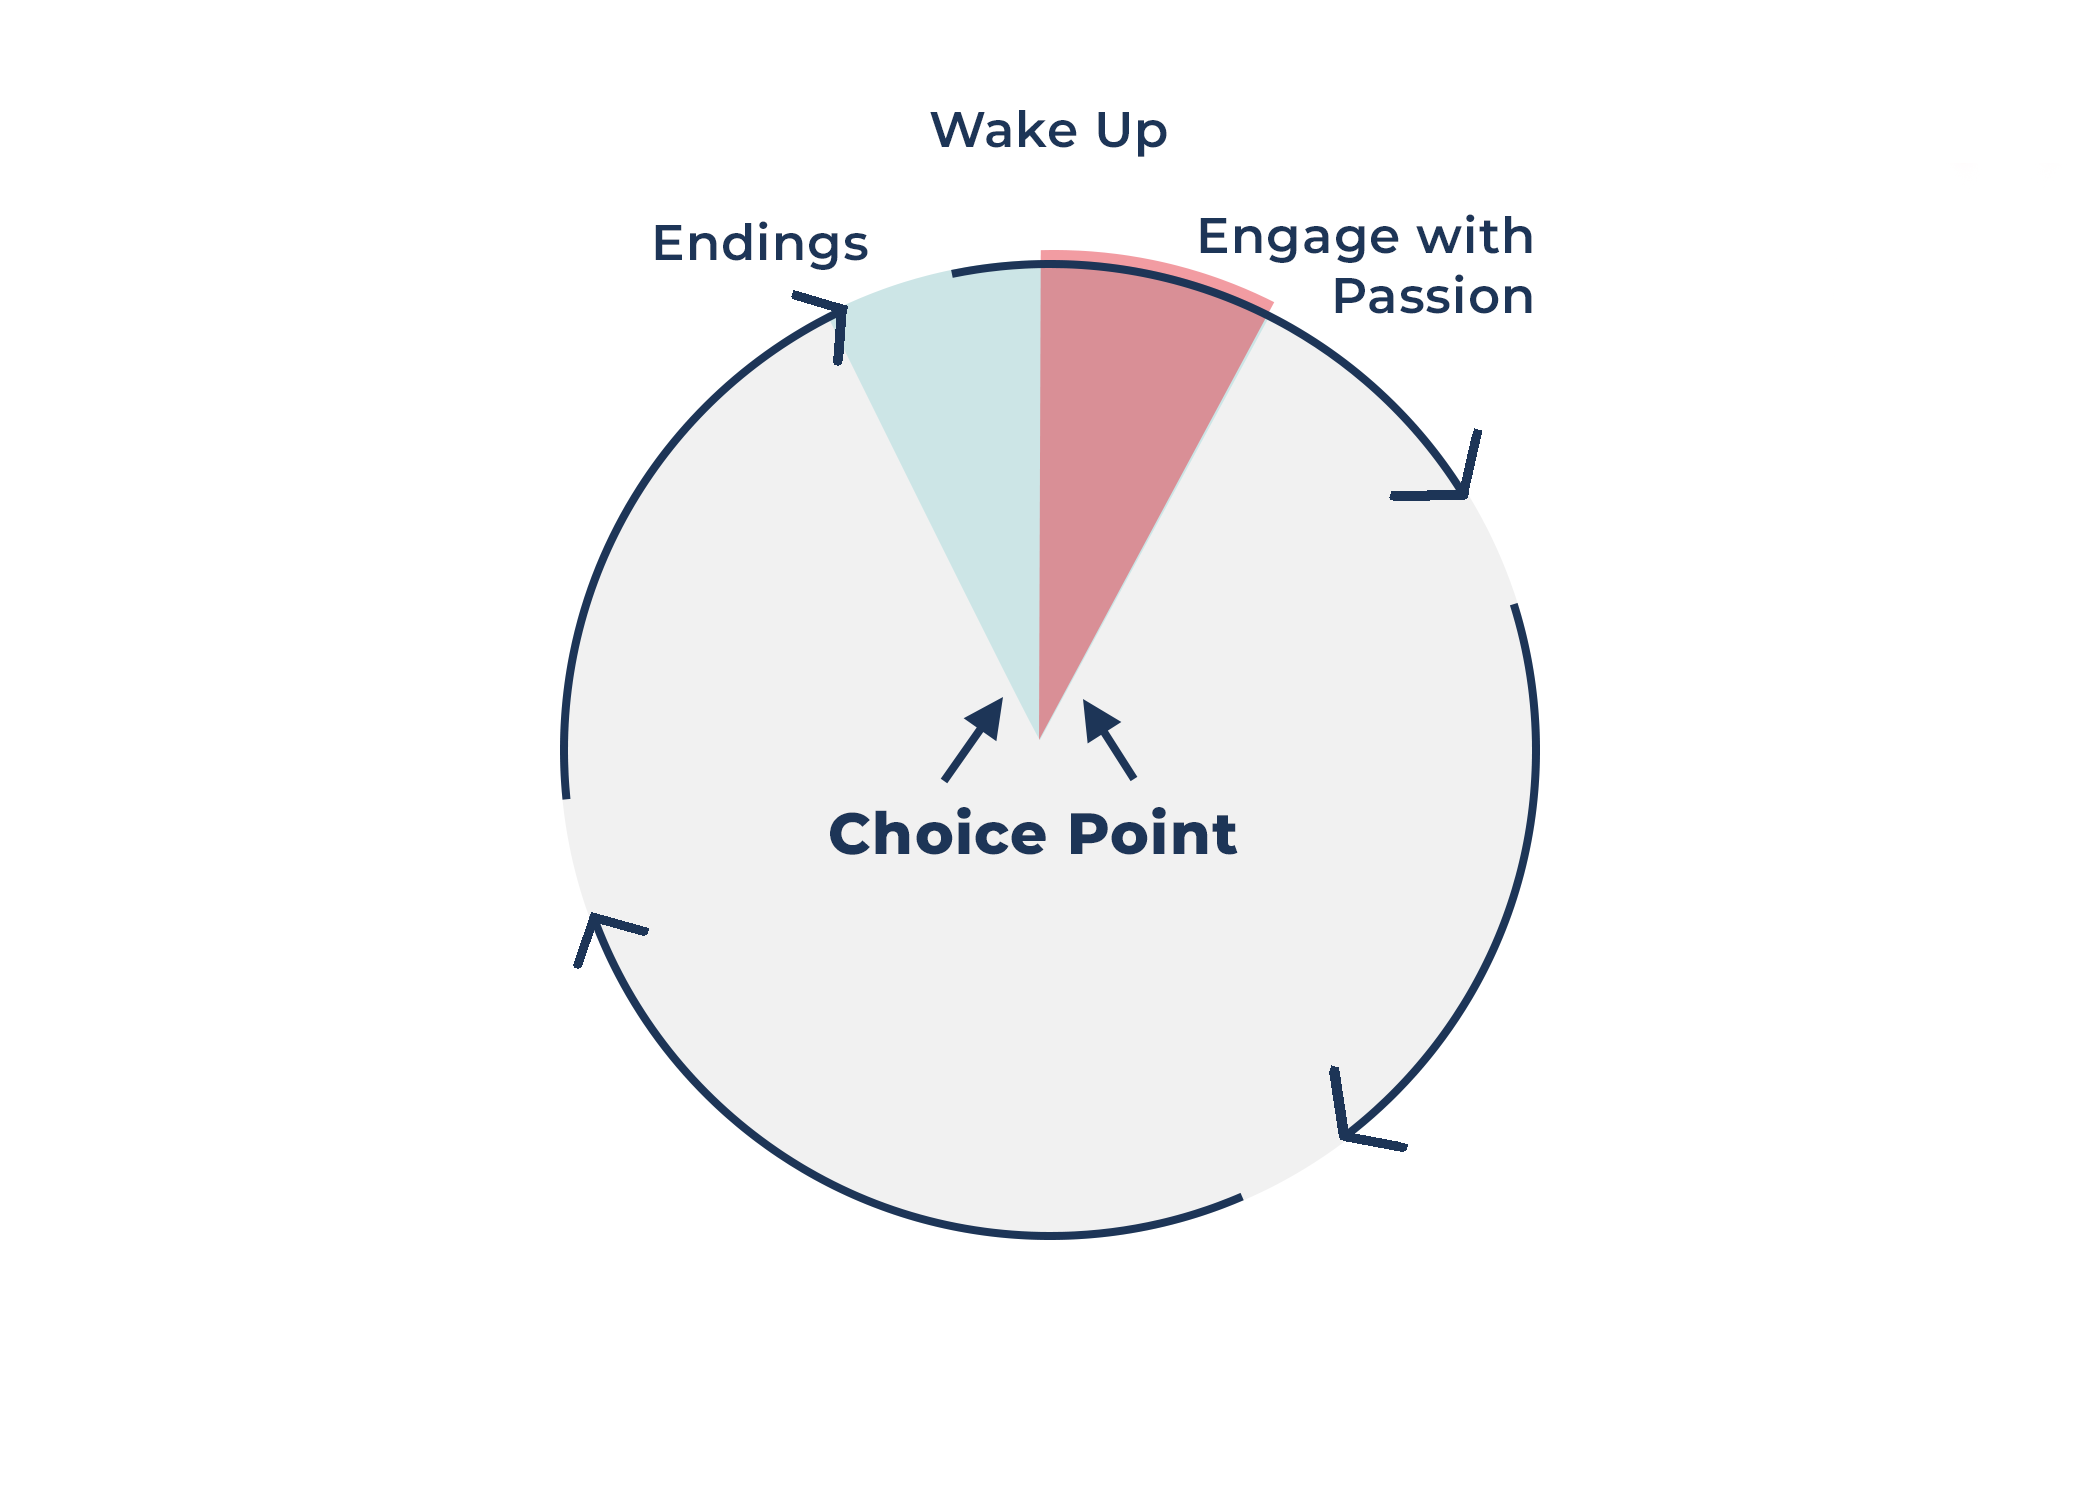 Wake Up
Endings
Engage with
Passion
Choice Point